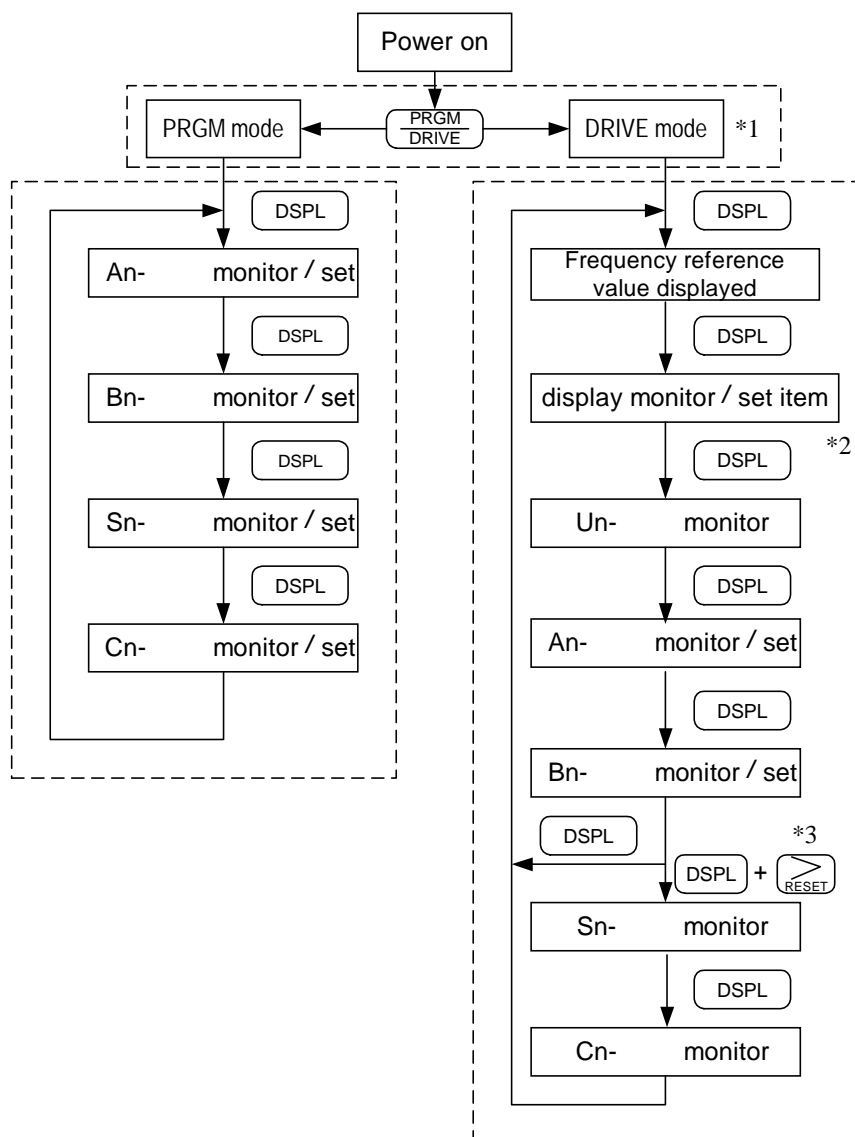 Power on
PRGM mode
PRGM
DRIVE
DRIVE mode
*1
DSPL
An- monitor / set
DSPL
Bn- monitor / set
DSPL
Sn- monitor / set
DSPL
Cn- monitor / set
DSPL
Frequency reference
value displayed
DSPL
display monitor / set item
*2
DSPL
Un- monitor
DSPL
An- monitor / set
DSPL
Bn- monitor / set
DSPL
*3
DSPL + >
RESET
Sn- monitor
DSPL
Cn- monitor